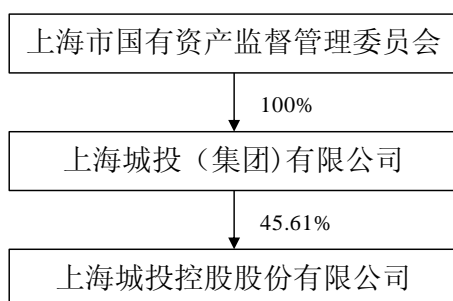 上海市国有资产监督管理委员会
100%
上海城投（集团)有限公司
45.61%
上海城投控股股份有限公司